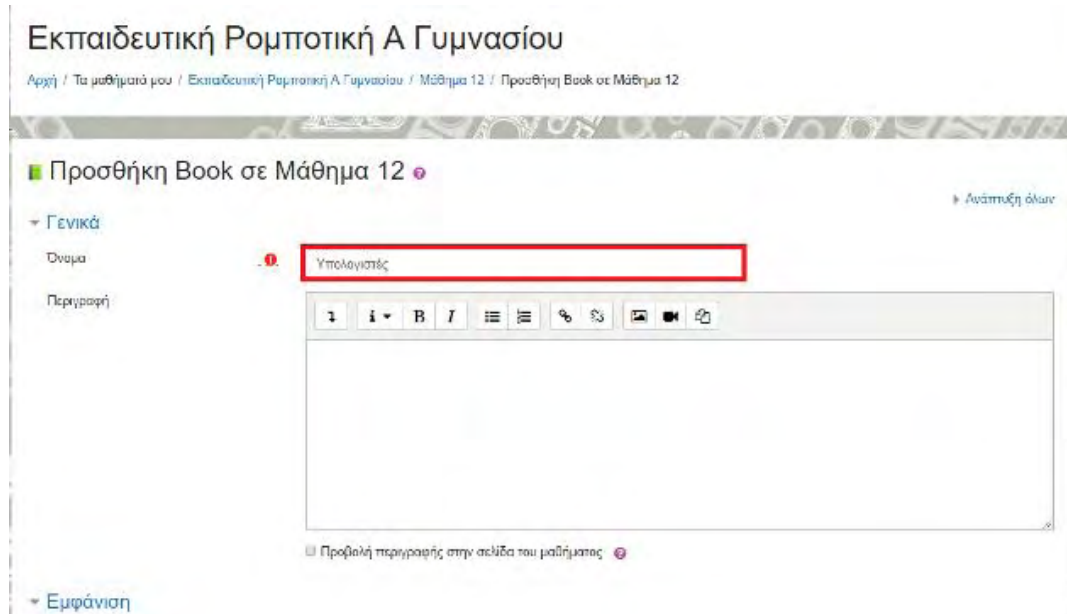 Εκπαιδευτική Ρομποτική Α Γυμνασίου
Αρχή / Τα μαθήματά μου / Εκπαιδευτική Ρομποτική Α Γυμνασίου / Μάθημα 12 / Προσθήκη Book σε Μάθημα 12
Προσθήκη Book σε Μάθημα 12
Ανάπτυξη όλων
Γενικά
Όνομα
Υπολογιστές
Περιγραφή
i B I
Προβολή περιγραφής στην σελίδα του μαθήματος
Εμφάνιση